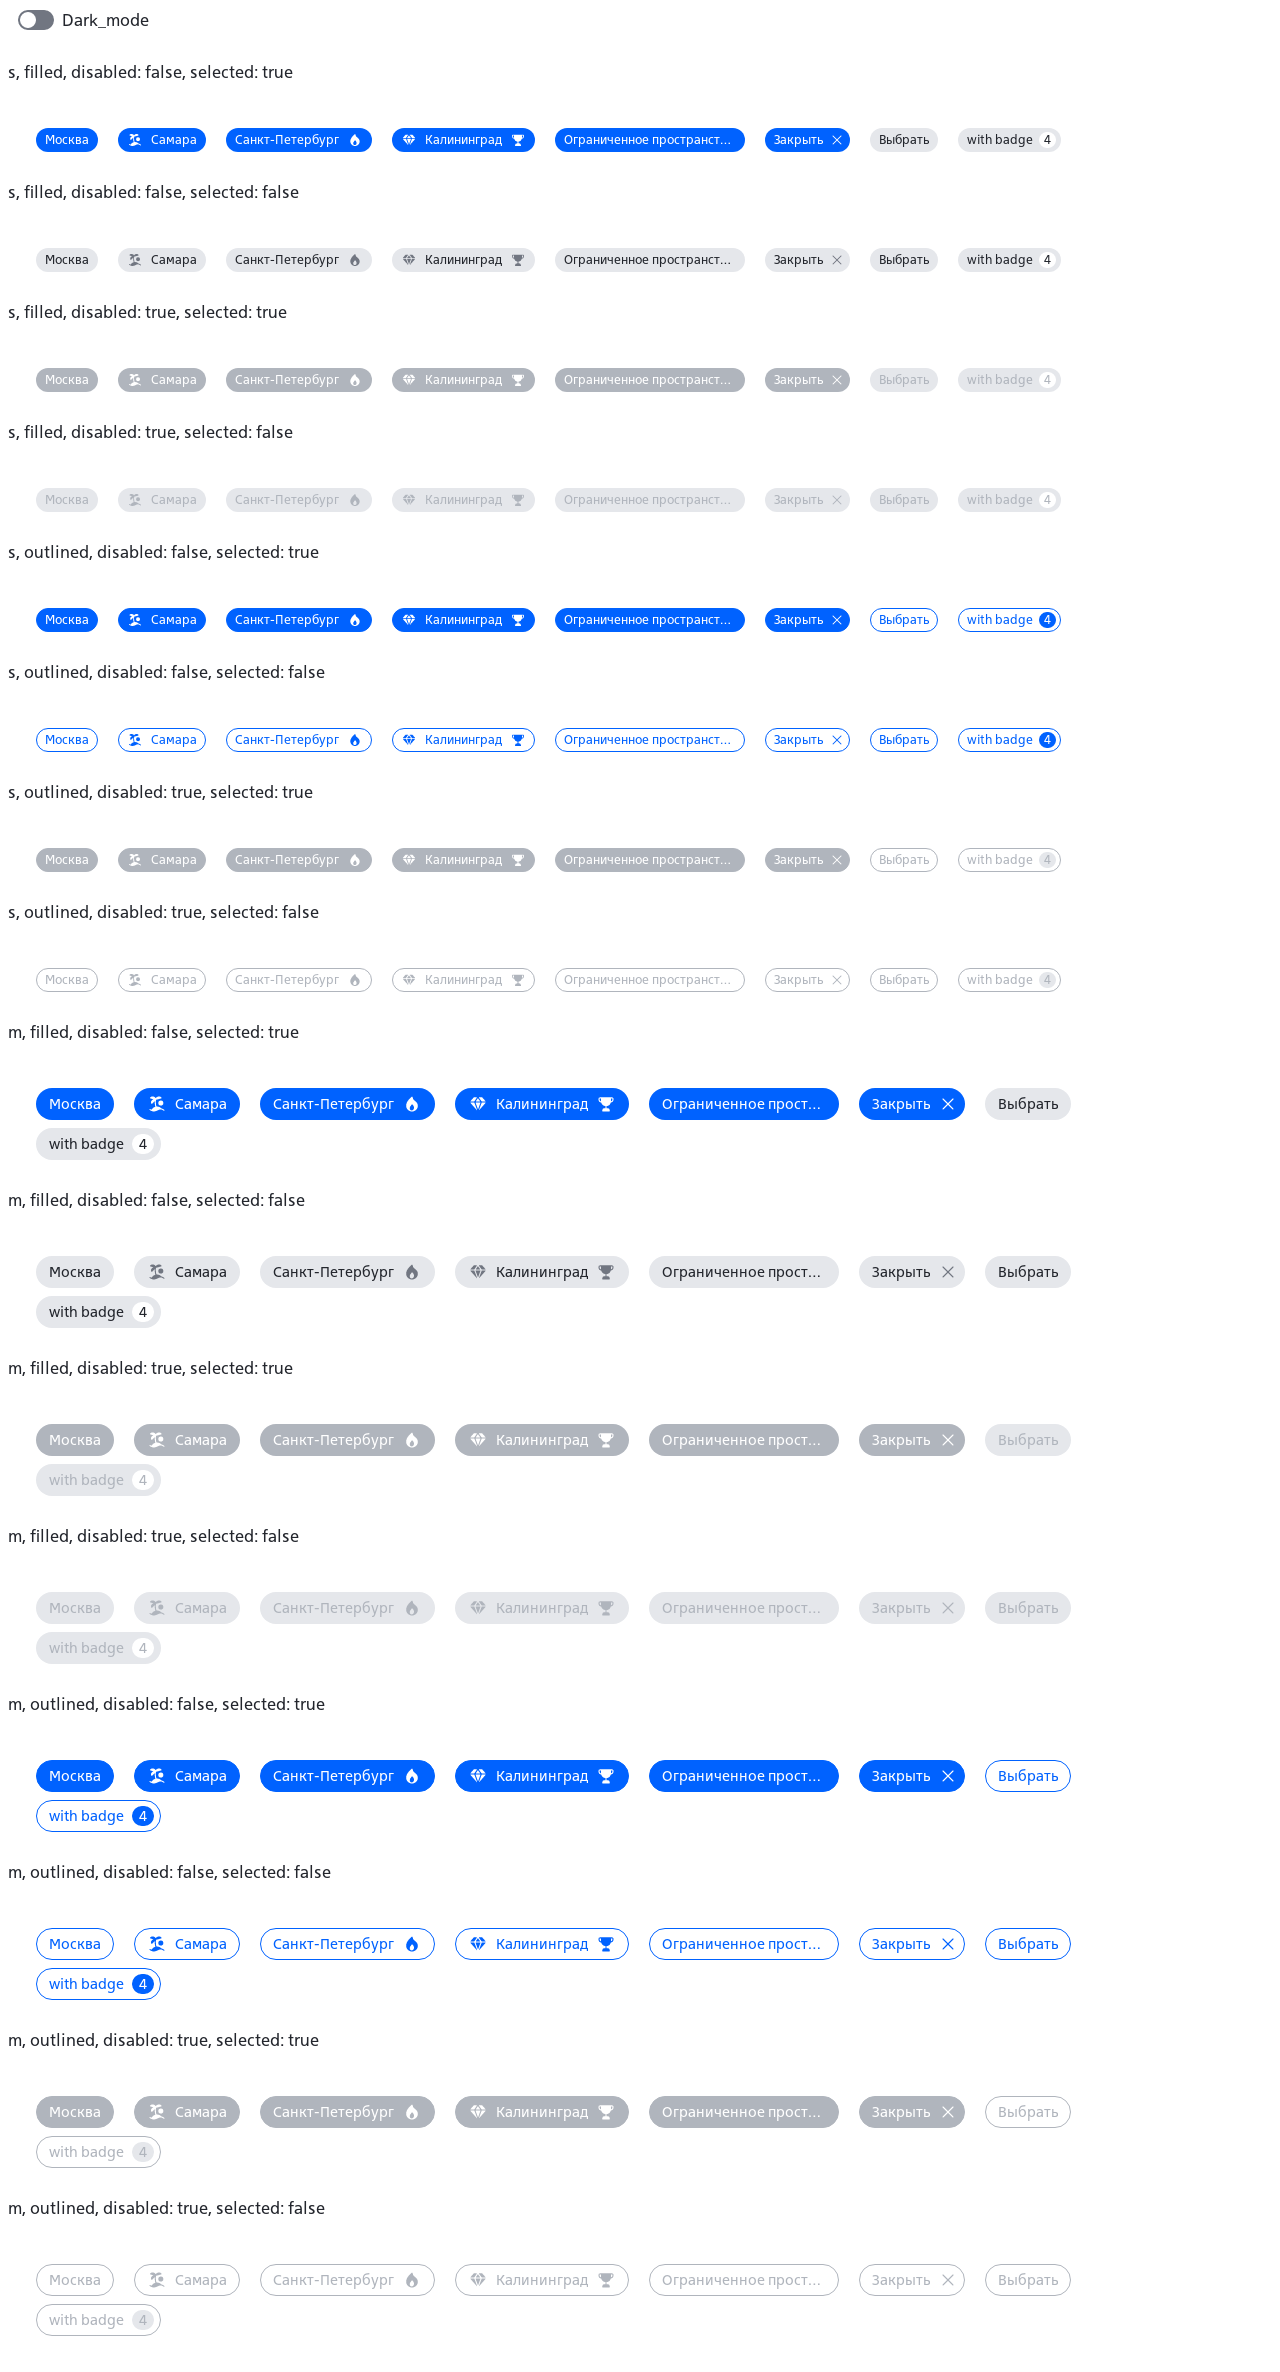 Dark_mode
s, filled, disabled: false, selected: true
Москва Самара Санкт-Петербург Калининград Ограниченное пространст... Закрыть Выбрать with badge 4
s, filled, disabled: false, selected: false
Москва Самара Санкт-Петербург Калининград Ограниченное пространст... Закрыть Выбрать with badge 4
s, filled, disabled: true, selected: true
Москва Самара Санкт-Петербург Калининград Ограниченное пространст... Закрыть Выбрать with badge 4
s, filled, disabled: true, selected: false
Москва Самара Санкт-Петербург Калининград Ограниченное пространст... Закрыть Выбрать with badge 4
s, outlined, disabled: false, selected: true
Москва Самара Санкт-Петербург Калининград Ограниченное пространст... Закрыть Выбрать with badge 4
s, outlined, disabled: false, selected: false
Москва Самара Санкт-Петербург Калининград Ограниченное пространст... Закрыть Выбрать with badge 4
s, outlined, disabled: true, selected: true
Москва Самара Санкт-Петербург Калининград Ограниченное пространст... Закрыть Выбрать with badge 4
s, outlined, disabled: true, selected: false
Москва Самара Санкт-Петербург Калининград Ограниченное пространст... Закрыть Выбрать with badge 4
m, filled, disabled: false, selected: true
Москва Самара Санкт-Петербург Калининград Ограниченное прост... Закрыть Выбрать
with badge 4
m, filled, disabled: false, selected: false
Москва Самара Санкт-Петербург Калининград Ограниченное прост... Закрыть Выбрать
with badge 4
m, filled, disabled: true, selected: true
Москва Самара Санкт-Петербург Калининград Ограниченное прост... Закрыть Выбрать
with badge 4
m, filled, disabled: true, selected: false
Москва Самара Санкт-Петербург Калининград Ограниченное прост... Закрыть Выбрать
with badge 4
m, outlined, disabled: false, selected: true
Москва Самара Санкт-Петербург Калининград Ограниченное прост... Закрыть Выбрать
with badge 4
m, outlined, disabled: false, selected: false
Москва Самара Санкт-Петербург Калининград Ограниченное прост... Закрыть Выбрать
with badge 4
m, outlined, disabled: true, selected: true
Москва Самара Санкт-Петербург Калининград Ограниченное прост... Закрыть Выбрать
with badge 4
m, outlined, disabled: true, selected: false
Москва Самара Санкт-Петербург Калининград Ограниченное прост... Закрыть Выбрать
with badge 4